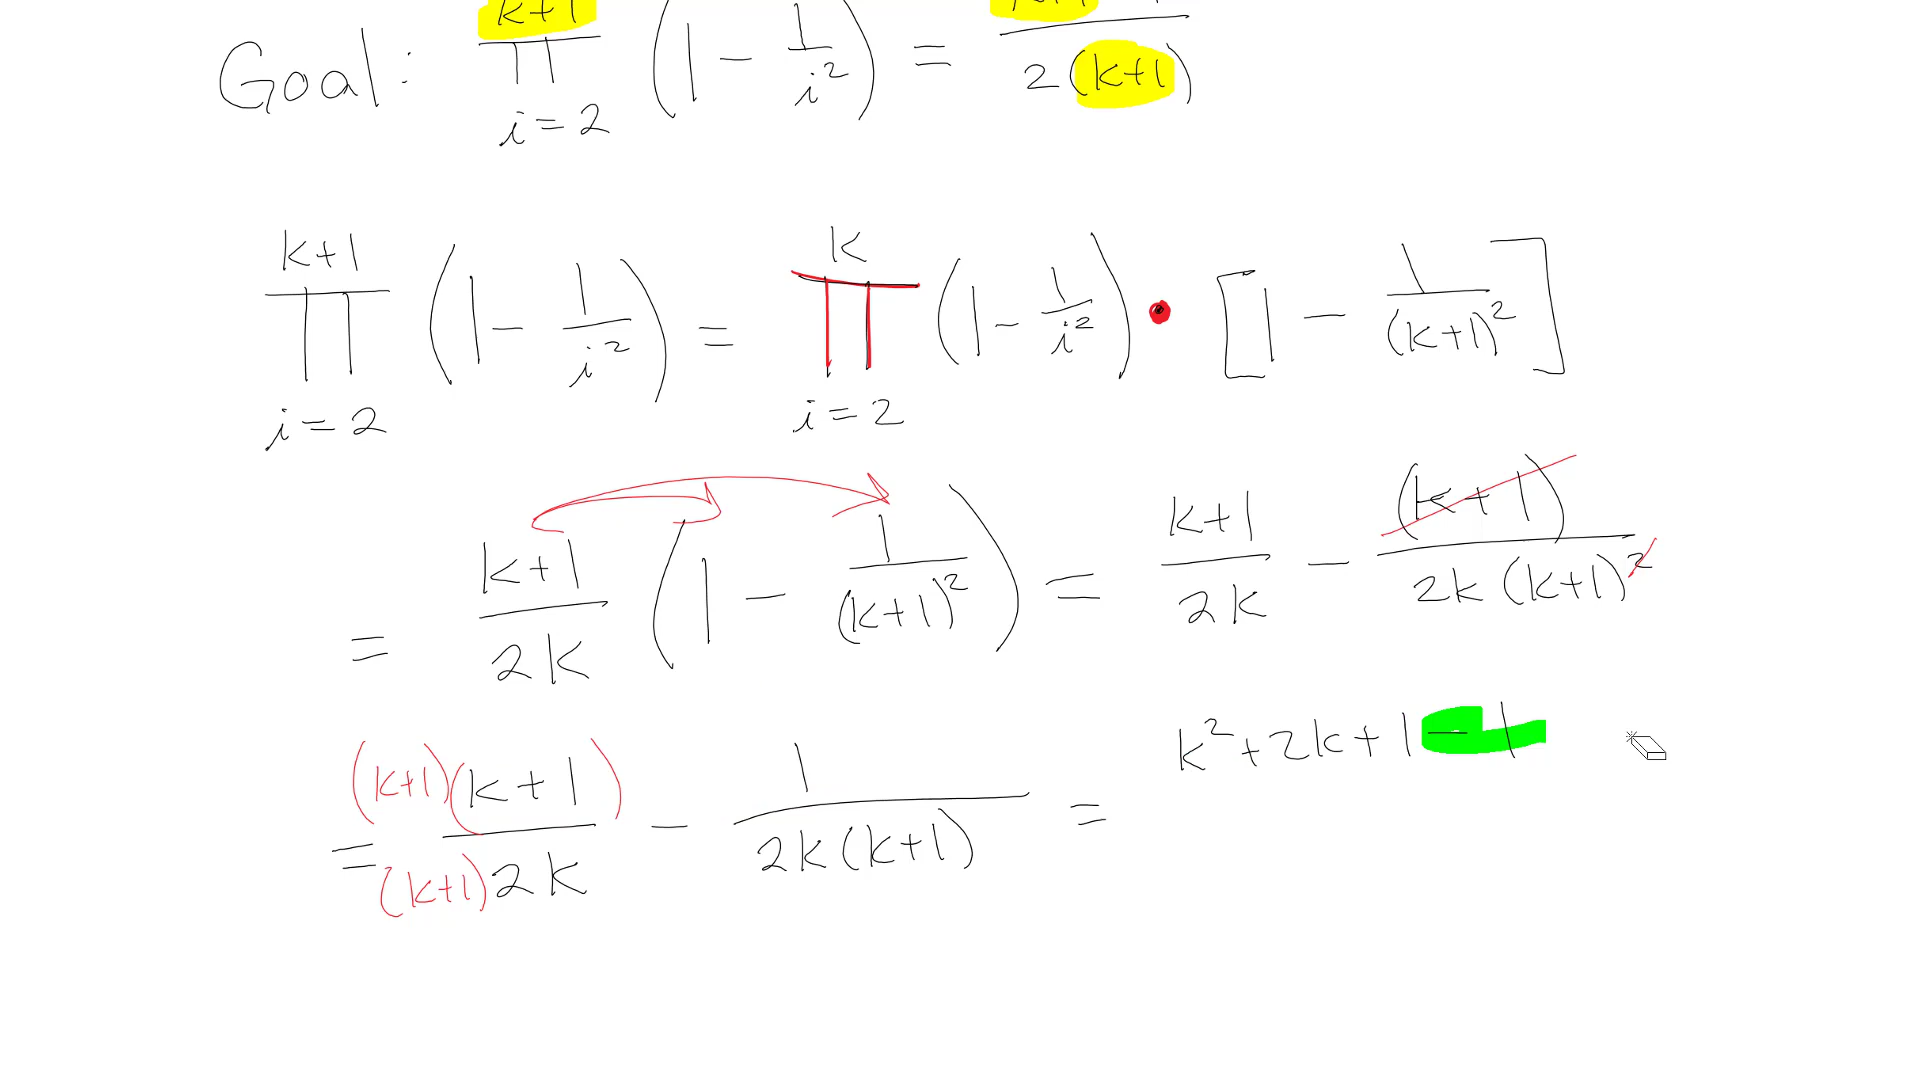 Goal: k+1 ∏ i=2 (1 - 1/i²) = / 2(k+1)
k+1 ∏ i=2 (1 - 1/i²) = k ∏ i=2 (1 - 1/i²) · [1 - 1/(k+1)²]
= k+1/2k (1 - 1/(k+1)²) = k+1/2k - (k+1)/2k(k+1)²
= (k+1)(k+1)/(k+1)2k - 1/2k(k+1) = k²+2k+1-1